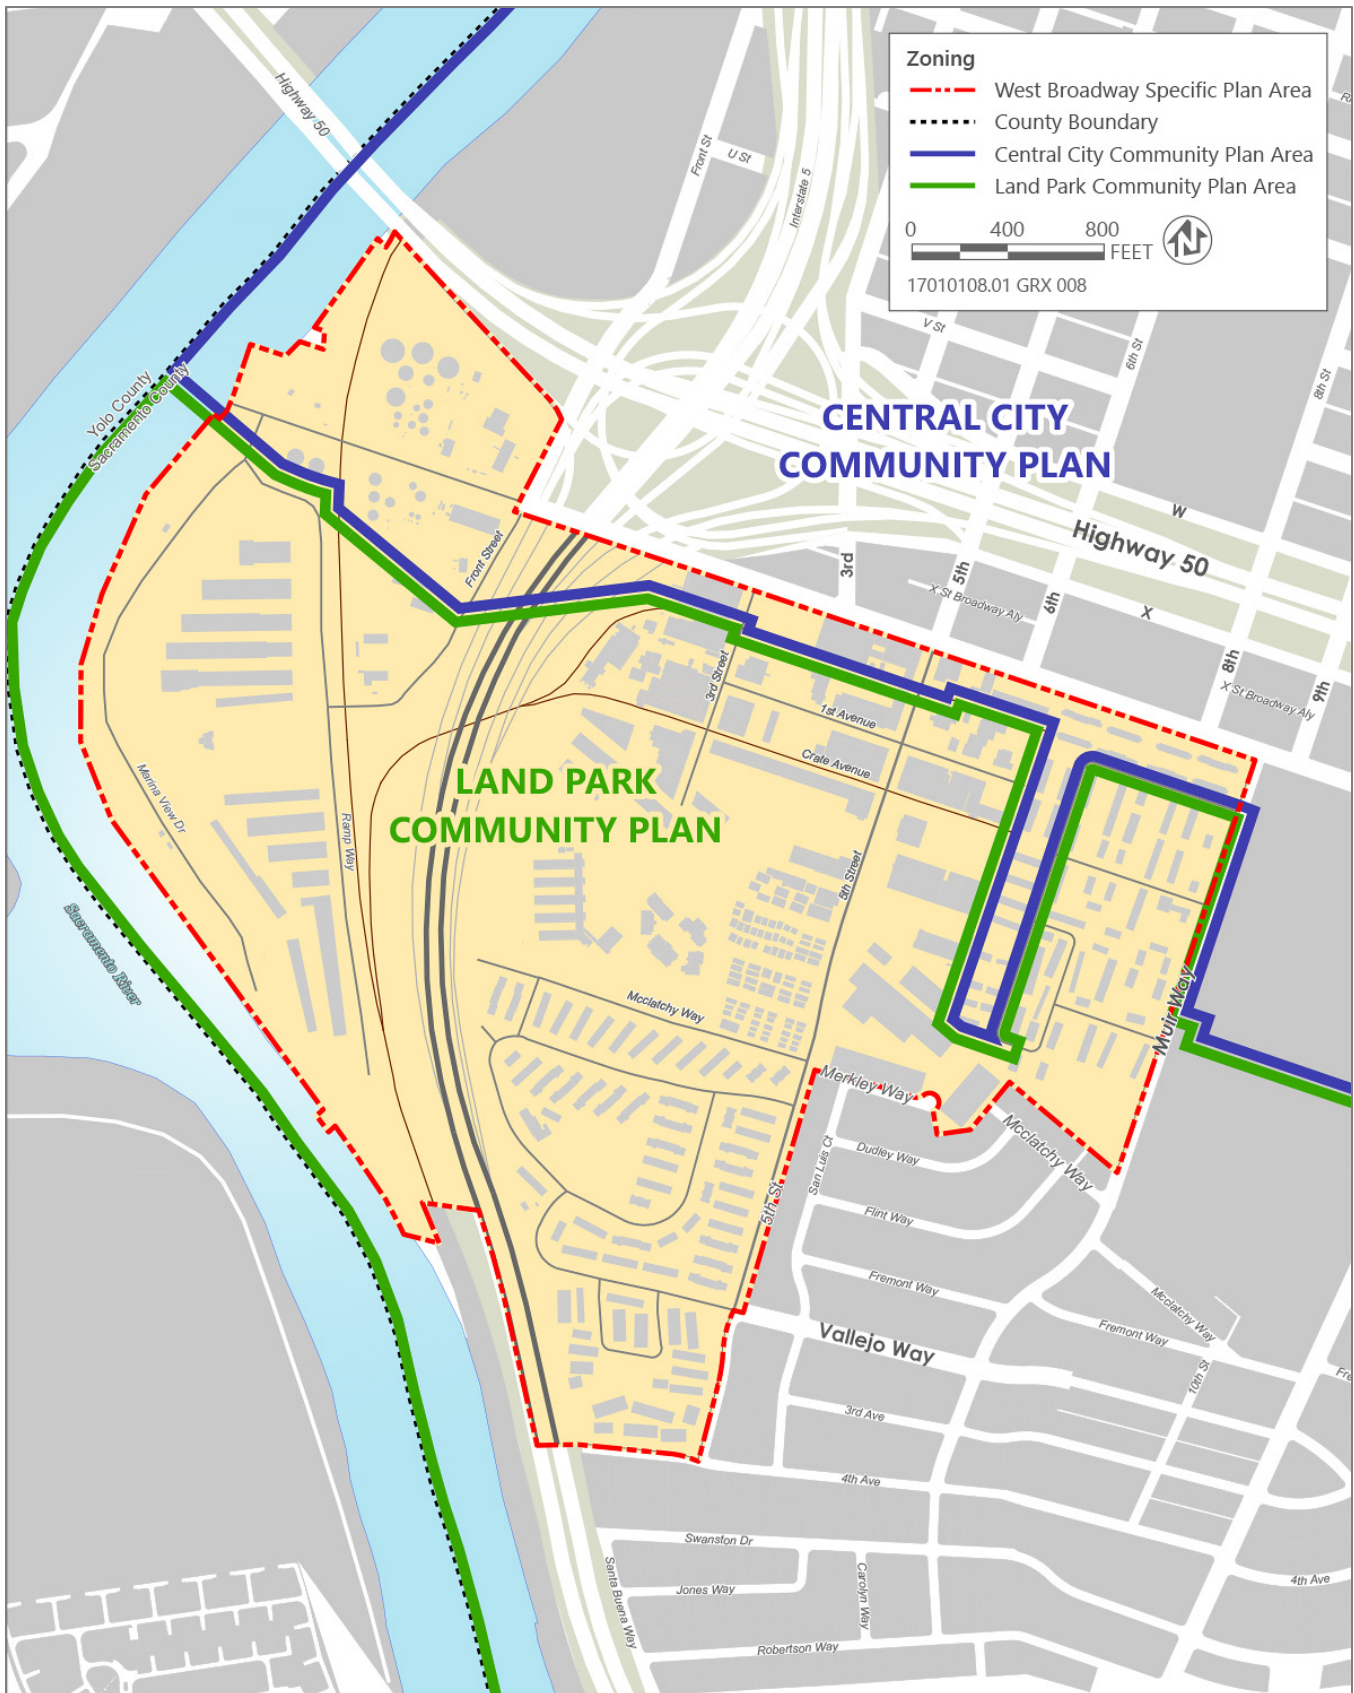 Zoning
West Broadway Specific Plan Area
County Boundary
Central City Community Plan Area
Land Park Community Plan Area
0 400 800
FEET
N
17010108.01 GRX 008
Highway 50
Front St
U St
Interstate 5
V St
6th St
8th St
Yolo County
Sacramento County
CENTRAL CITY
COMMUNITY PLAN
W
Highway 50
Front Street
3rd
5th
X St Broadway Aly
6th
X
8th
X St Broadway Aly
9th
3rd Street
1st Avenue
Crate Avenue
Marina View Dr
LAND PARK
COMMUNITY PLAN
Ramp Way
5th Street
Sacramento River
Mcclatchy Way
Muir Way
Merkley Way
Mcclatchy Way
San Luis Ct
Dudley Way
5th St
Flint Way
Fremont Way
Mcclatchy Way
Fremont Way
Vallejo Way
10th St
Fre
3rd Ave
4th Ave
Swanston Dr
Santa Buena Way
Jones Way
Carolyn Way
4th Ave
Robertson Way